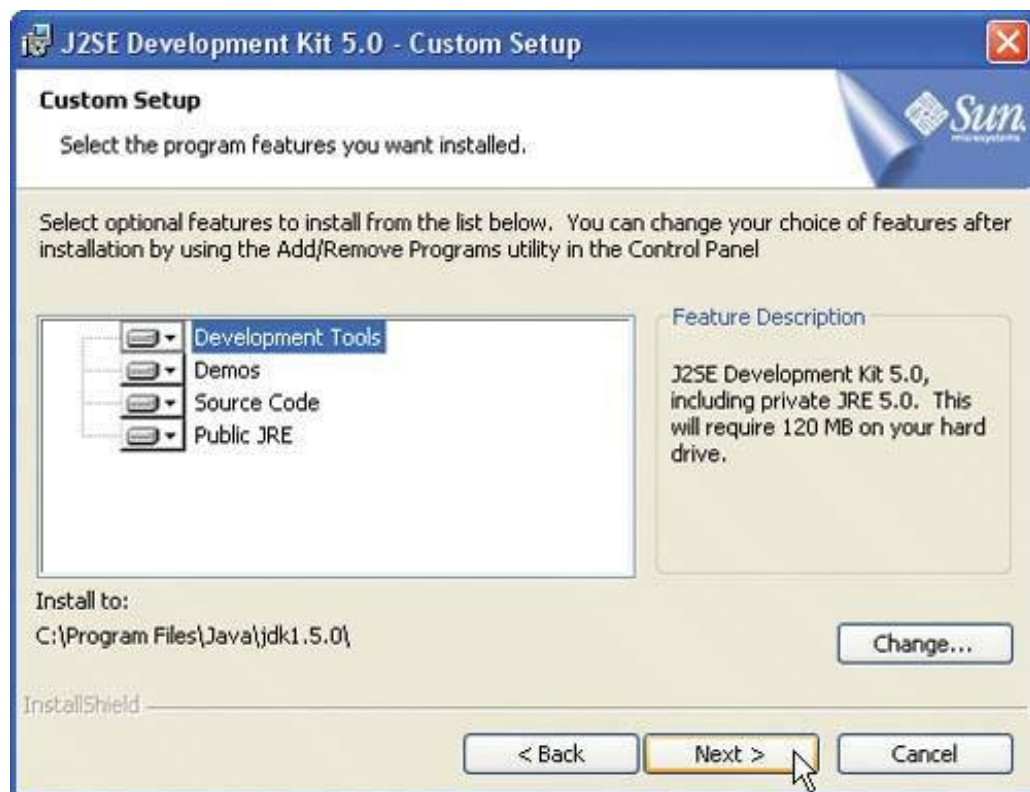 J2SE Development Kit 5.0 - Custom Setup
Custom Setup
Select the program features you want installed.
Sun
microsystems
Select optional features to install from the list below. You can change your choice of features after
installation by using the Add/Remove Programs utility in the Control Panel
Development Tools
Demos
Source Code
Public JRE
Feature Description
J2SE Development Kit 5.0,
including private JRE 5.0. This
will require 120 MB on your hard
drive.
Install to:
C:\Program Files\Java\jdk1.5.0\
Change...
InstallShield
< Back
Next >
Cancel